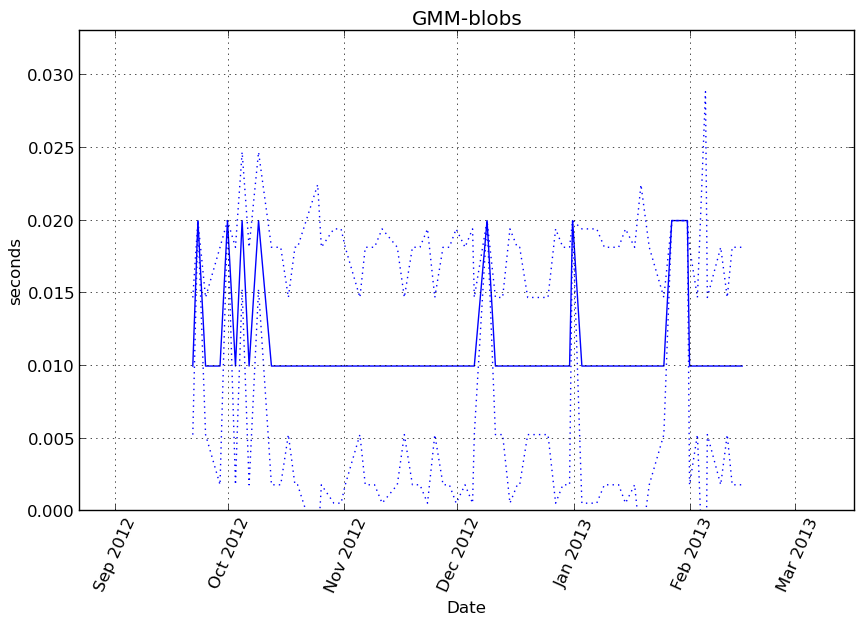 GMM-blobs
0.030
0.025
0.020
0.015
0.010
0.005
0.000
seconds
Sep 2012
Oct 2012
Nov 2012
Dec 2012
Jan 2013
Feb 2013
Mar 2013
Date